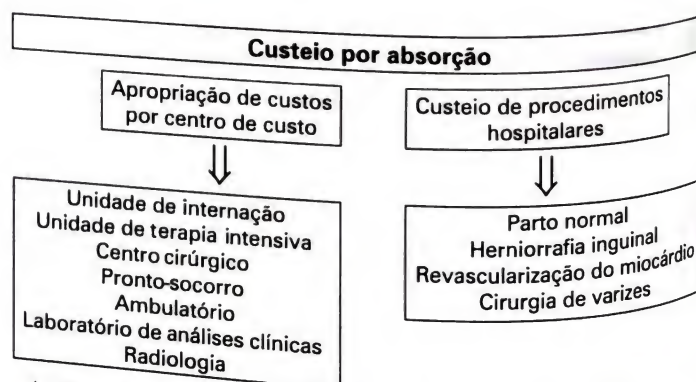 Custeio por absorção
Apropriação de custos
por centro de custo
Custeio de procedimentos
hospitalares
Unidade de internação
Unidade de terapia intensiva
Centro cirúrgico
Pronto-socorro
Ambulatório
Laboratório de análises clínicas
Radiologia
Parto normal
Herniorrafia inguinal
Revascularização do miocárdio
Cirurgia de varizes